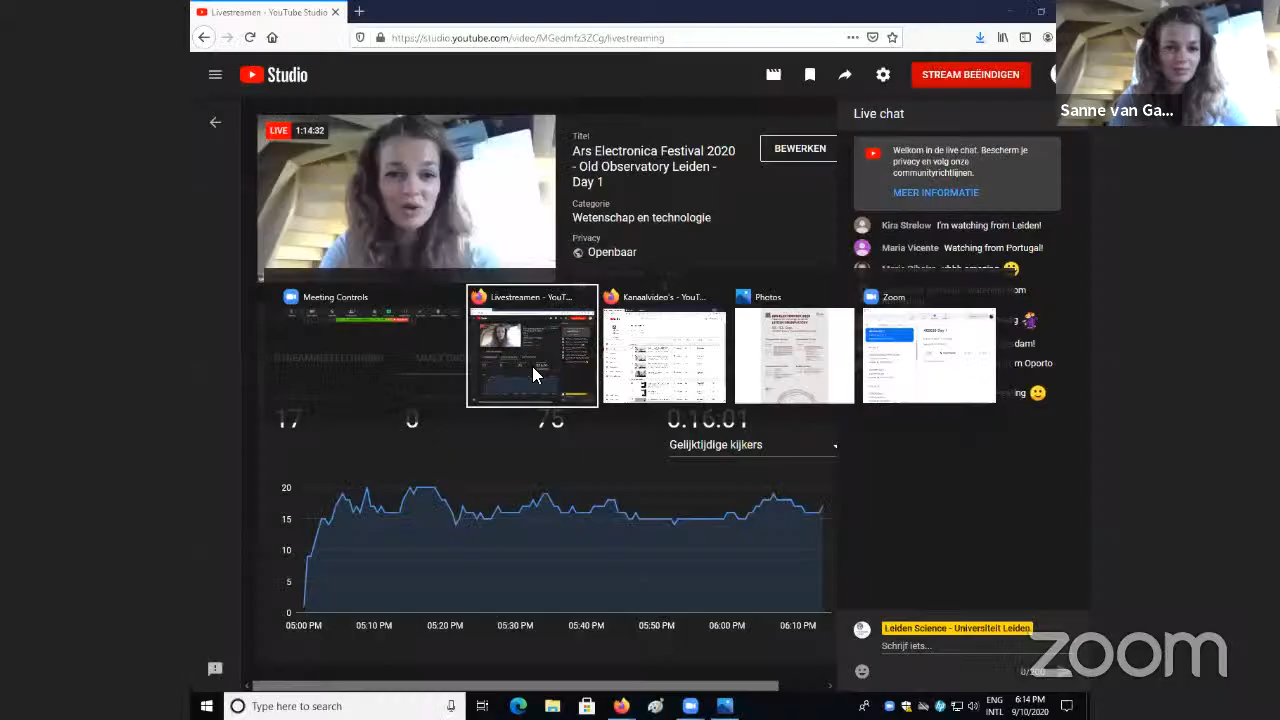 Livestreamen - YouTube Studio
https://studio.youtube.com/video/MGedmfz3ZCg/livestreaming
Studio
STREAM BEËINDIGEN
Sanne van Ga...
LIVE 1:14:32
Titel
Ars Electronica Festival 2020
- Old Observatory Leiden -
Day 1
BEWERKEN
Categorie
Wetenschap en technologie
Privacy
Openbaar
Live chat
Welkom in de live chat. Bescherm je
privacy en volg onze
communityrichtlijnen.
MEER INFORMATIE
Kira Strelow I'm watching from Leiden!
Maria Vicente Watching from Portugal!
Meeting Controls
Livestreamen - YouT...
Kanaalvideo's - YouT...
Photos
Zoom
dam!
m Oporto
17 0 75 0:16:01
Gelijktijdige kijkers
20
15
10
5
0
05:00 PM 05:10 PM 05:20 PM 05:30 PM 05:40 PM 05:50 PM 06:00 PM 06:10 PM
Leiden Science - Universiteit Leiden
Schrijf iets...
0/200
zoom
Type here to search
ENG
INTL
6:14 PM
9/10/2020